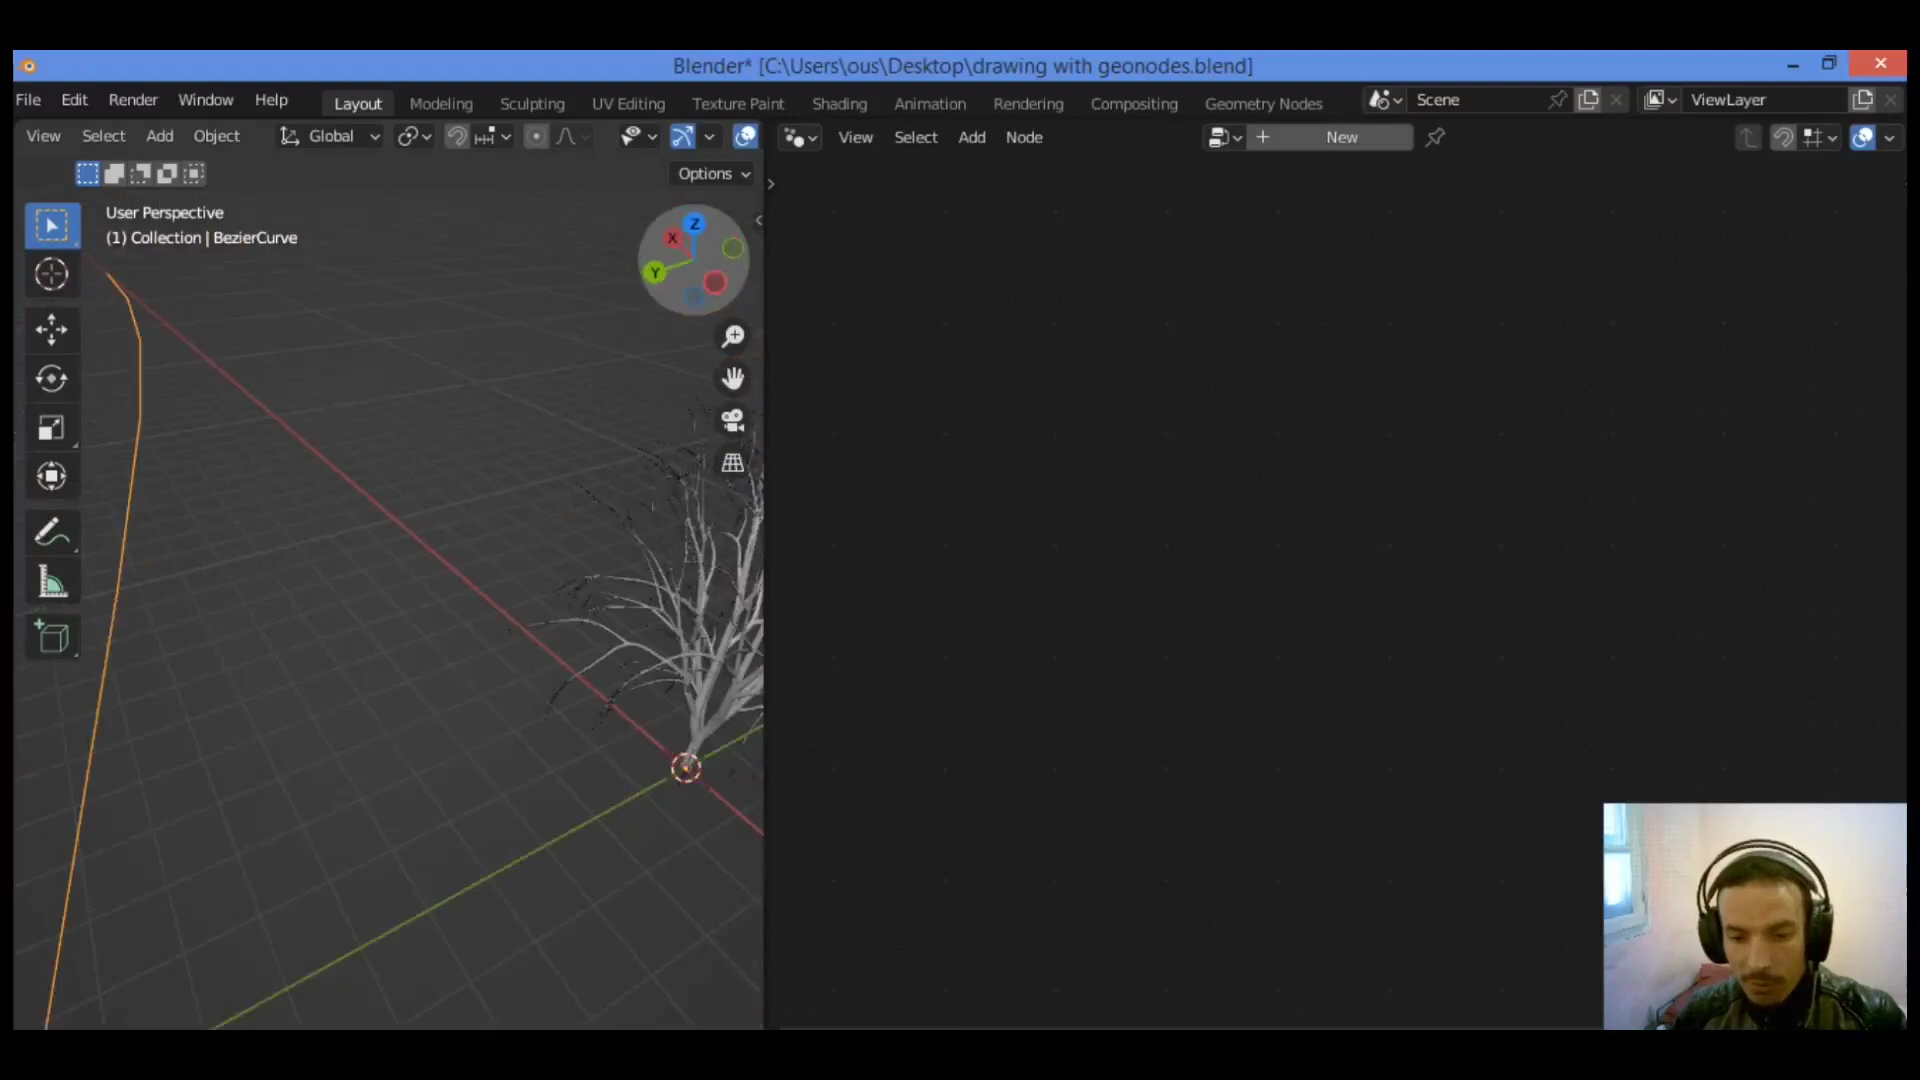 Blender* [C:\Users\ous\Desktop\drawing with geonodes.blend]
File Edit Render Window Help Layout Modeling Sculpting UV Editing Texture Paint Shading Animation Rendering Compositing Geometry Nodes Scene ViewLayer
View Select Add Object Global View Select Add Node New
Options
User Perspective
(1) Collection | BezierCurve
Z
X
Y